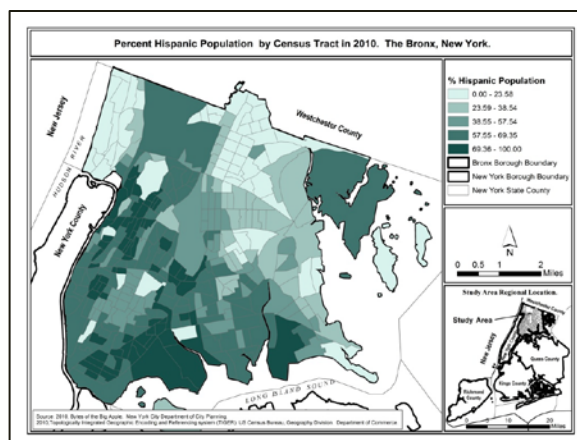 Percent Hispanic Population by Census Tract in 2010. The Bronx, New York.
% Hispanic Population
0.00 - 23.58
23.59 - 38.54
38.55 - 57.54
57.55 - 69.35
69.36 - 100.00
Bronx Borough Boundary
New York Borough Boundary
New York State County
New Jersey
HUDSON RIVER
Westchester County
New York County
LONG ISLAND SOUND
N
0 0.5 1 2
Miles
Study Area Regional Location.
Westchester County
Study Area
New Jersey
Queens County
Kings County
Richmond
County
0 5 10 20
Miles
Source: 2010. Bytes of the Big Apple. New York City Department of City Planning.
2010 Topologically Integrated Geographic Encoding and Referencing system (TIGER). US Census Bureau, Geography Division. Department of Commerce